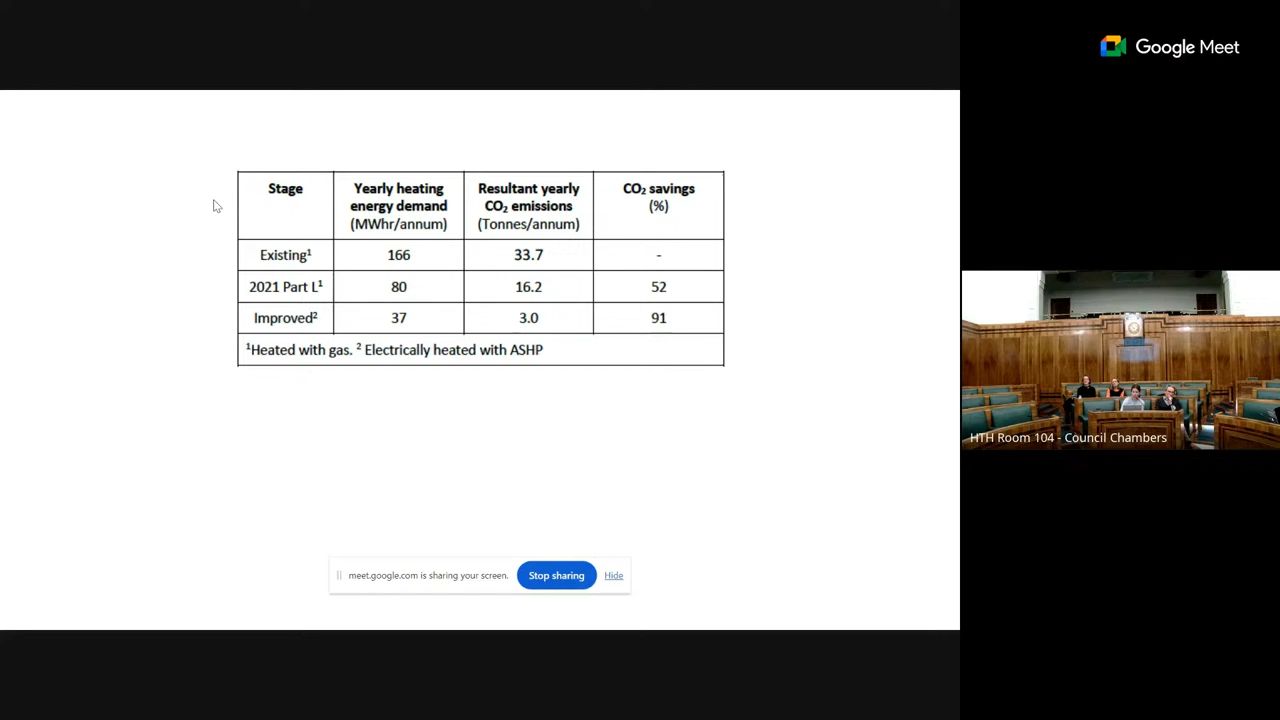 Google Meet
Stage
Yearly heating
energy demand
(MWhr/annum)
Resultant yearly
CO₂ emissions
(Tonnes/annum)
CO₂ savings
(%)
Existing¹ 166 33.7 -
2021 Part L¹ 80 16.2 52
Improved² 37 3.0 91
¹Heated with gas. ² Electrically heated with ASHP
HTH Room 104 - Council Chambers
meet.google.com is sharing your screen. Stop sharing Hide